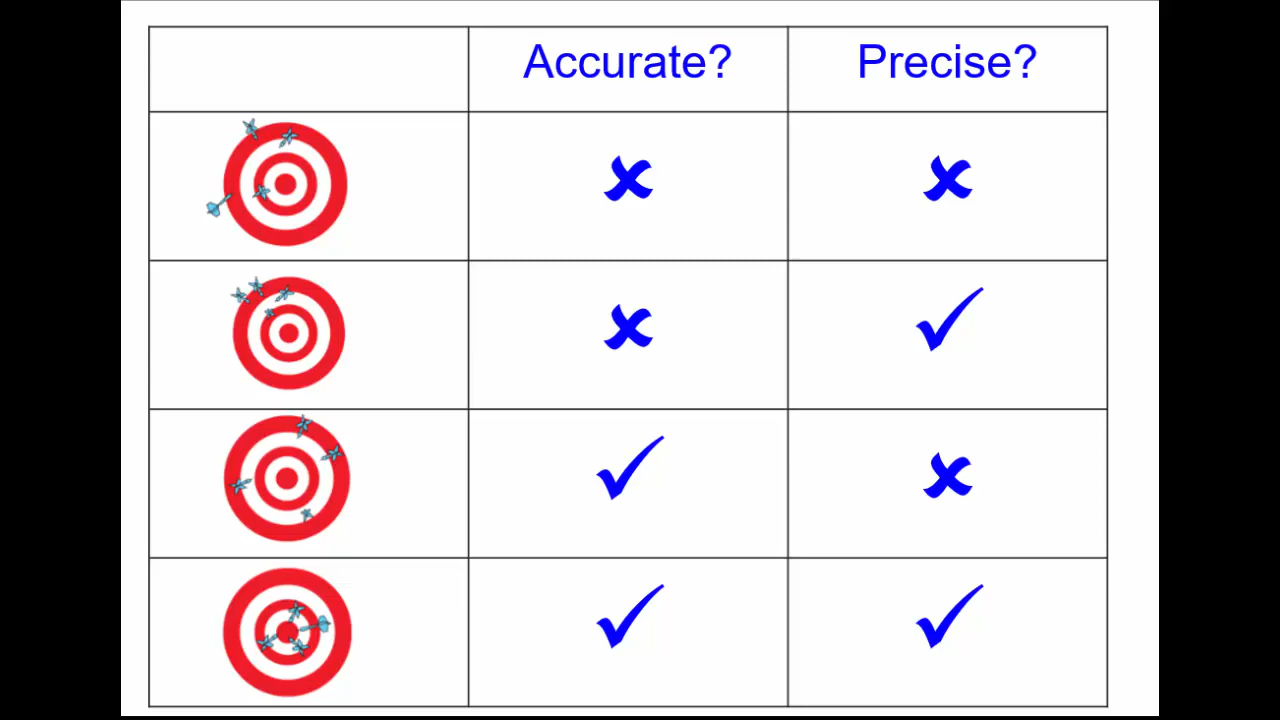 Accurate? Precise?
✘ ✘
✘ ✓
✓ ✘
✓ ✓